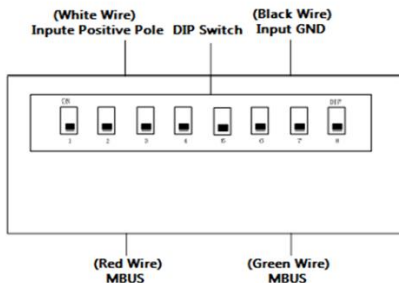 (White Wire)
Inpute Positive Pole
DIP Switch
(Black Wire)
Input GND
ON
DIP
1 2 3 4 5 6 7 8
(Red Wire)
MBUS
(Green Wire)
MBUS